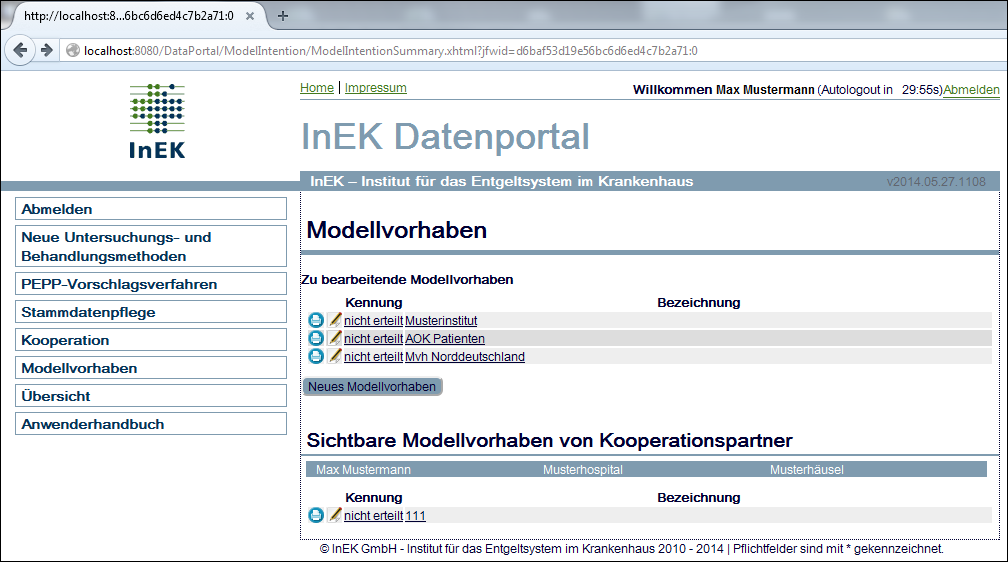 http://localhost:8...6bc6d6ed4c7b2a71:0
localhost:8080/DataPortal/ModelIntention/ModelIntentionSummary.xhtml?jfwid=d6baf53d19e56bc6d6ed4c7b2a71:0
InEK
Home | Impressum
Willkommen Max Mustermann (Autologout in 29:55s)Abmelden
InEK Datenportal
InEK – Institut für das Entgeltsystem im Krankenhaus v2014.05.27.1108
Abmelden
Neue Untersuchungs- und
Behandlungsmethoden
PEPP-Vorschlagsverfahren
Stammdatenpflege
Kooperation
Modellvorhaben
Übersicht
Anwenderhandbuch
Modellvorhaben
Zu bearbeitende Modellvorhaben
Kennung Bezeichnung
nicht erteilt Musterinstitut
nicht erteilt AOK Patienten
nicht erteilt Mvh Norddeutschland
Neues Modellvorhaben
Sichtbare Modellvorhaben von Kooperationspartner
Max Mustermann Musterhospital Musterhäusel
Kennung Bezeichnung
nicht erteilt 111
© InEK GmbH - Institut für das Entgeltsystem im Krankenhaus 2010 - 2014 | Pflichtfelder sind mit * gekennzeichnet.